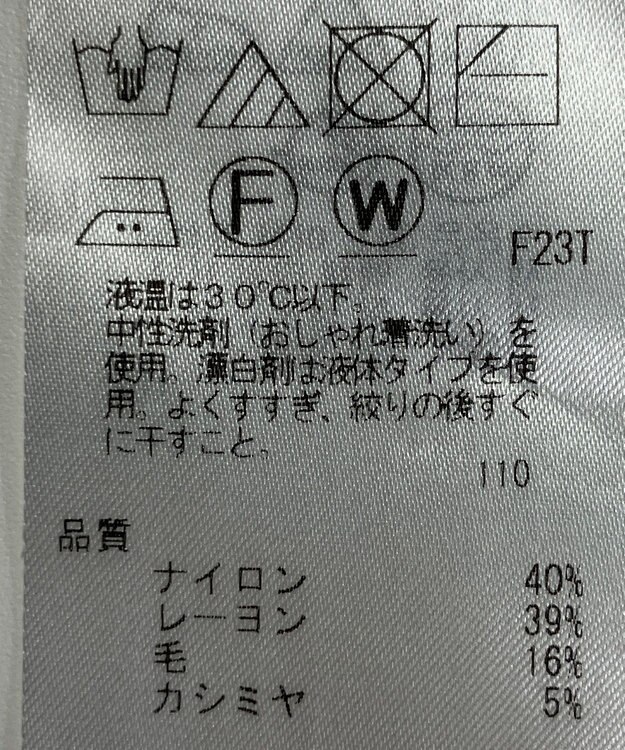 F W
F23T
液温は30℃以下。
中性洗剤（おしゃれ着洗い）を
使用。漂白剤は液体タイプを使
用。よくすすぎ、絞りの後すぐ
に干すこと。
110
品質
ナイロン 40%
レーヨン 39%
毛 16%
カシミヤ 5%